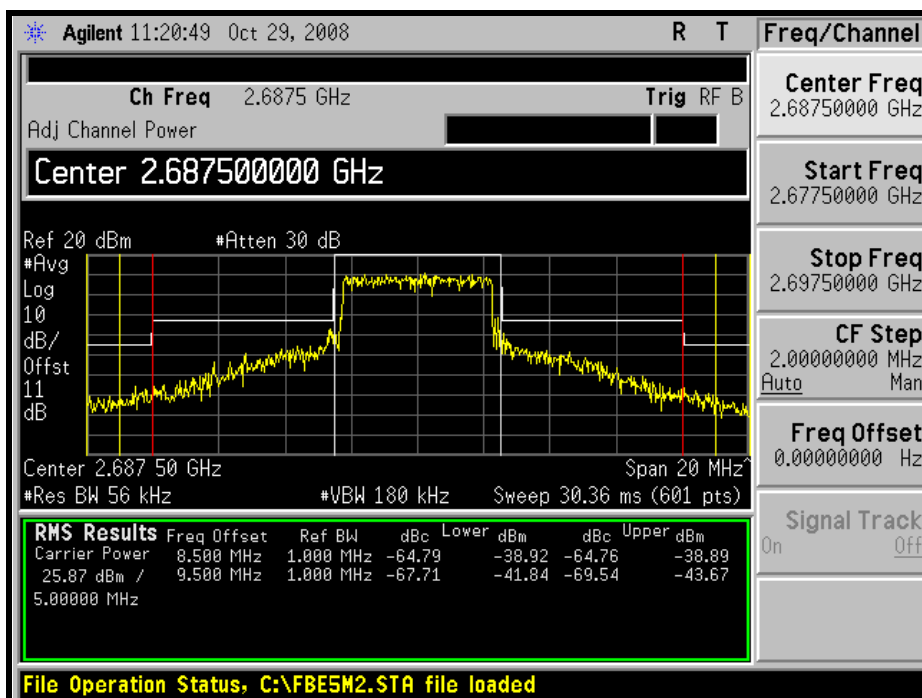 Agilent 11:20:49 Oct 29, 2008 R T
Ch Freq 2.6875 GHz Trig RF B
Adj Channel Power
Center 2.687500000 GHz
Ref 20 dBm #Atten 30 dB
#Avg
Log
10
dB/
Offst
11
dB
Center 2.687 50 GHz Span 20 MHz^
#Res BW 56 kHz #VBW 180 kHz Sweep 30.36 ms (601 pts)
RMS Results Freq Offset Ref BW dBc Lower dBm dBc Upper dBm
Carrier Power 8.500 MHz 1.000 MHz -64.79 -38.92 -64.76 -38.89
25.87 dBm / 9.500 MHz 1.000 MHz -67.71 -41.84 -69.54 -43.67
5.00000 MHz
File Operation Status, C:\FBE5M2.STA file loaded
Freq/Channel
Center Freq
2.68750000 GHz
Start Freq
2.67750000 GHz
Stop Freq
2.69750000 GHz
CF Step
2.00000000 MHz
Auto Man
Freq Offset
0.00000000 Hz
Signal Track
On Off